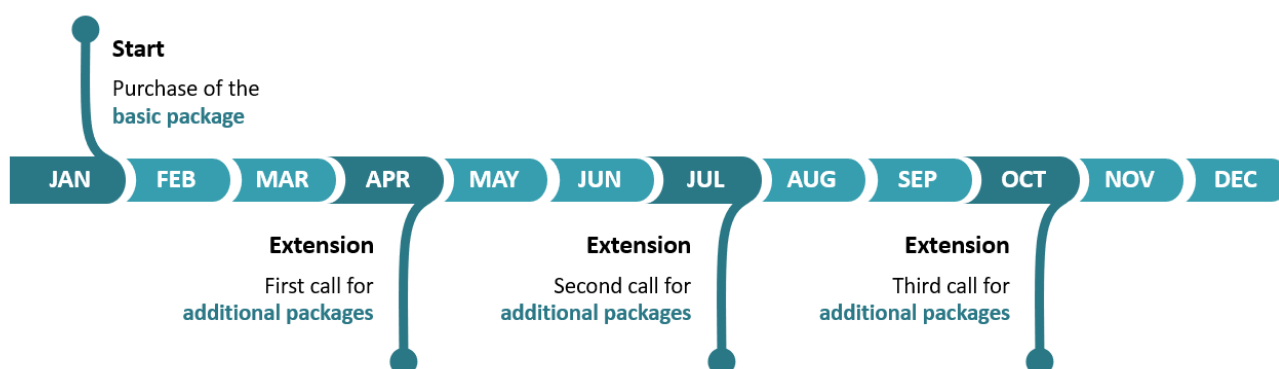 Start
Purchase of the
basic package
JAN FEB MAR APR MAY JUN JUL AUG SEP OCT NOV DEC
Extension
First call for
additional packages
Extension
Second call for
additional packages
Extension
Third call for
additional packages